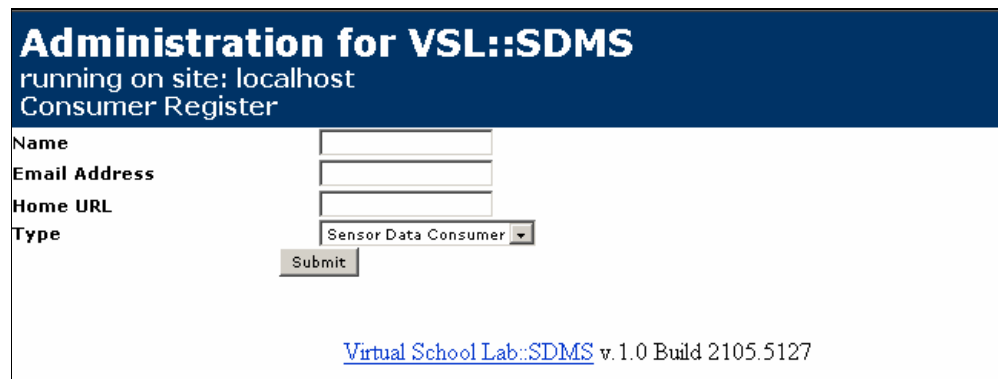 Administration for VSL::SDMS
running on site: localhost
Consumer Register
Name
Email Address
Home URL
Type Sensor Data Consumer
Submit
Virtual School Lab::SDMS v.1.0 Build 2105.5127